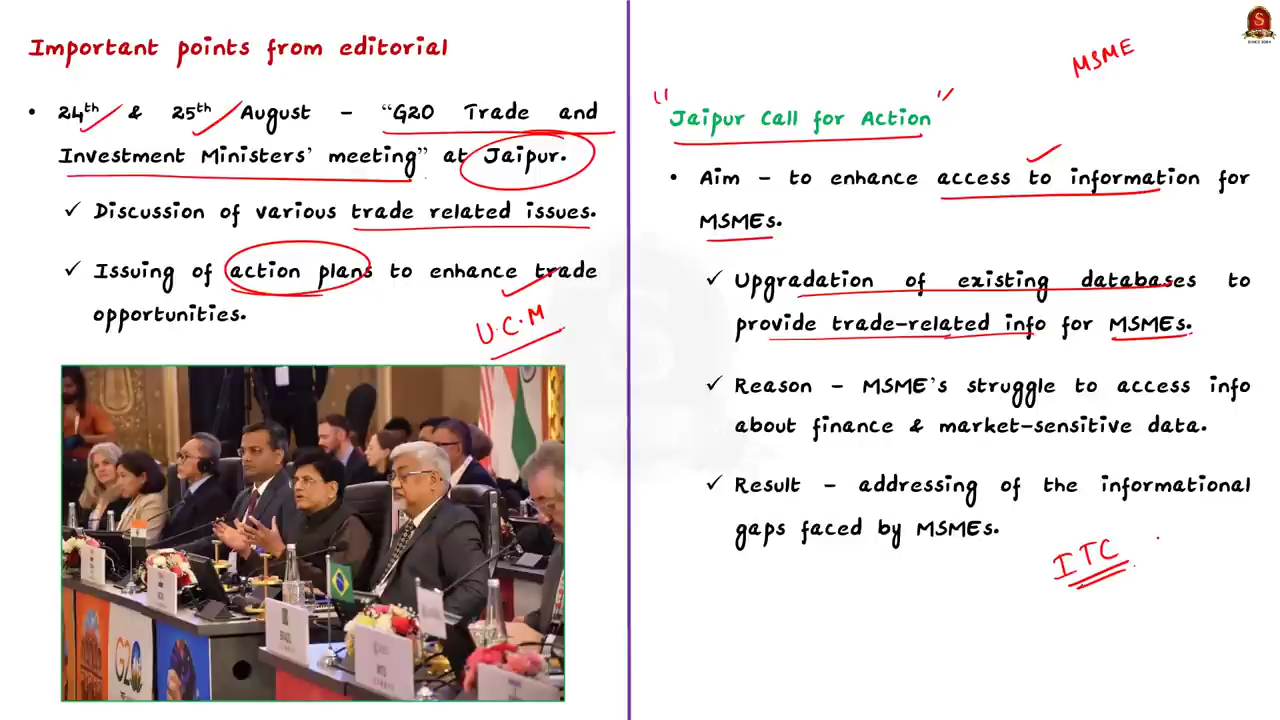 Important points from editorial
• 24th & 25th August – “G20 Trade and
Investment Ministers’ meeting” at Jaipur.
✓ Discussion of various trade related issues.
✓ Issuing of action plans to enhance trade
opportunities.
U.C.M
G20
BRAZIL
MSME
"Jaipur Call for Action"
• Aim – to enhance access to information for
MSMEs.
✓ Upgradation of existing databases to
provide trade-related info for MSMEs.
✓ Reason – MSME’s struggle to access info
about finance & market-sensitive data.
✓ Result – addressing of the informational
gaps faced by MSMEs.
ITC